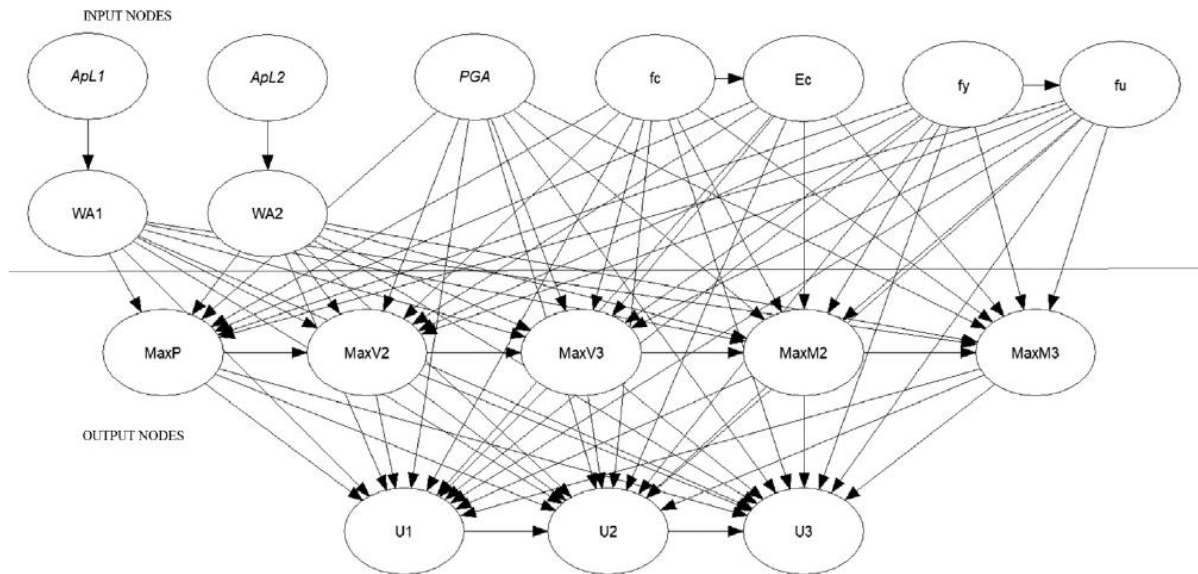 INPUT NODES
ApL1
ApL2
PGA
fc
Ec
fy
fu
WA1
WA2
MaxP
MaxV2
MaxV3
MaxM2
MaxM3
OUTPUT NODES
U1
U2
U3